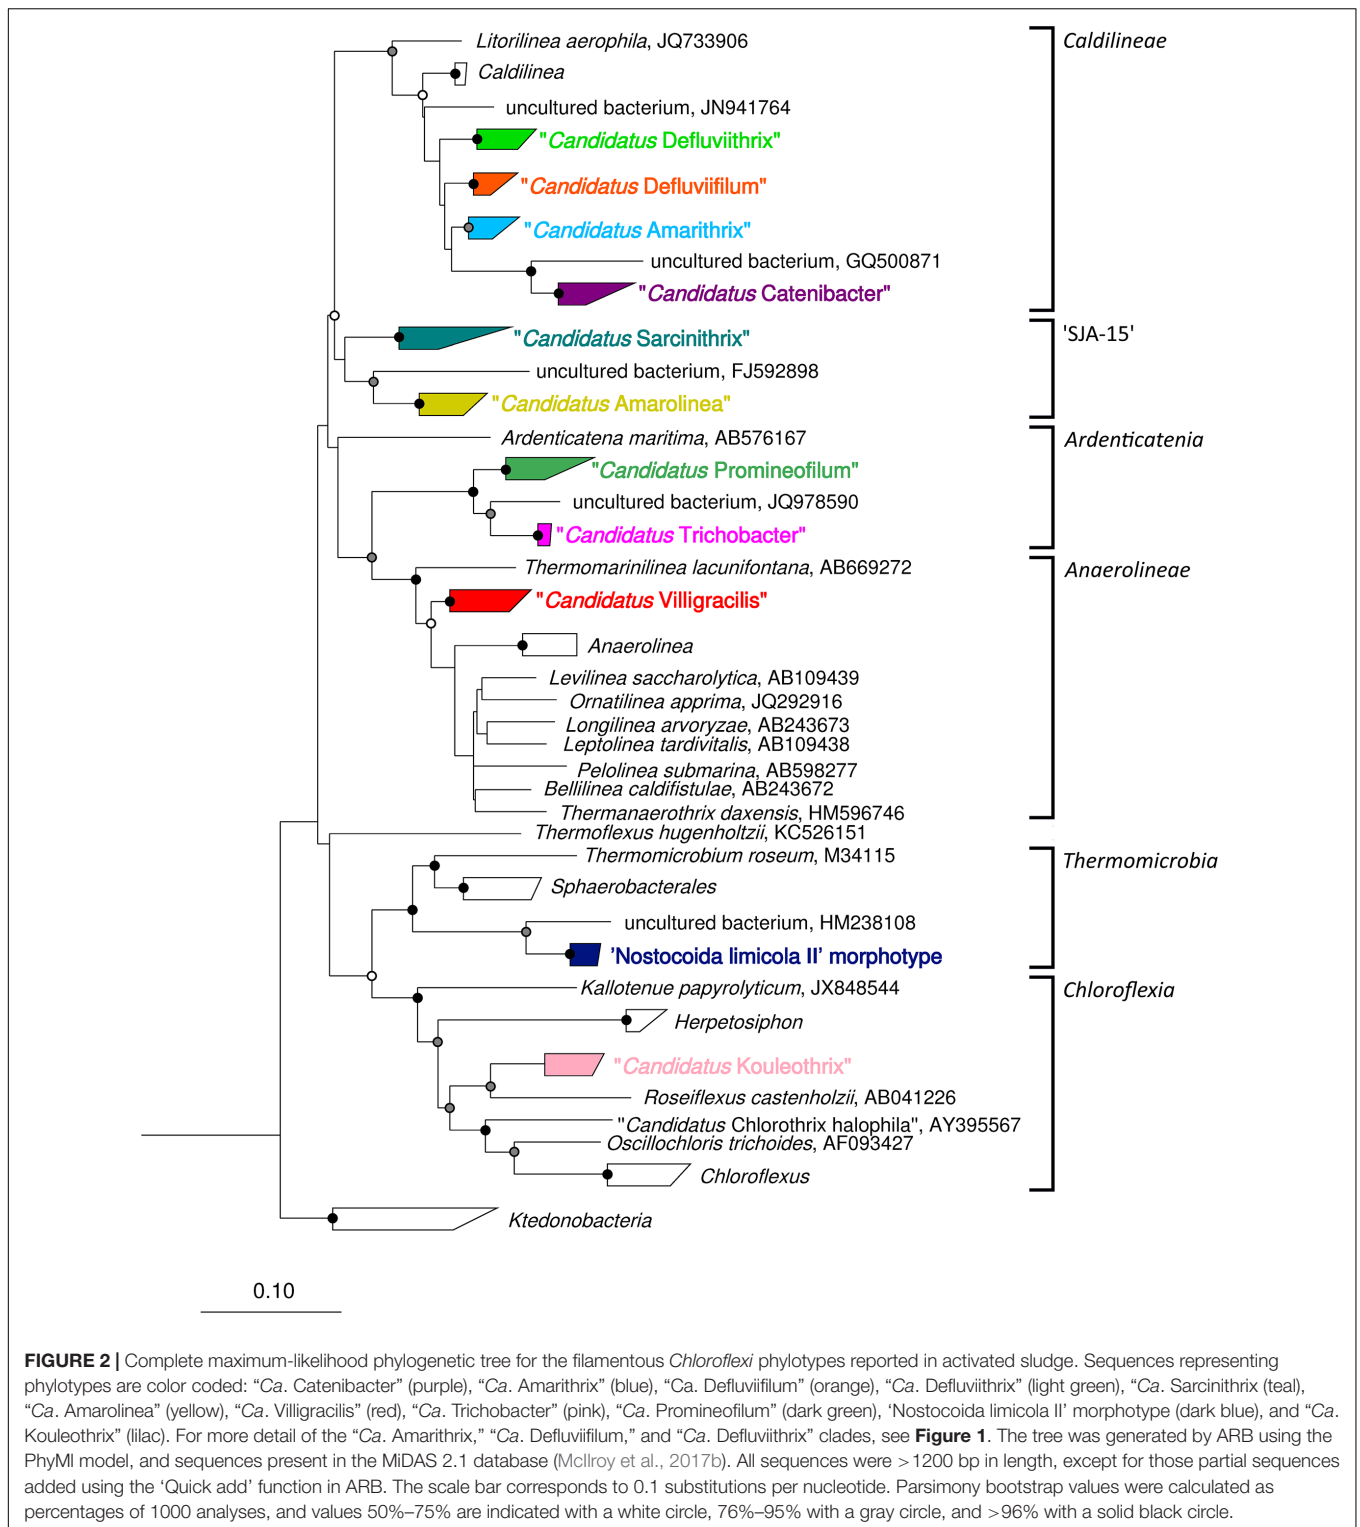 Litorilinea aerophila, JQ733906
Caldilineae
Caldilinea
uncultured bacterium, JN941764
"Candidatus Defluviithrix"
"Candidatus Defluviifilum"
"Candidatus Amarithrix"
uncultured bacterium, GQ500871
"Candidatus Catenibacter"
"Candidatus Sarcinithrix"
'SJA-15'
uncultured bacterium, FJ592898
"Candidatus Amarolinea"
Ardenticatena maritima, AB576167
Ardenticatenia
"Candidatus Promineofilum"
uncultured bacterium, JQ978590
"Candidatus Trichobacter"
Thermomarinilinea lacunifontana, AB669272
Anaerolineae
"Candidatus Villigracilis"
Anaerolinea
Levilinea saccharolytica, AB109439
Ornatilinea apprima, JQ292916
Longilinea arvoryzae, AB243673
Leptolinea tardivitalis, AB109438
Pelolinea submarina, AB598277
Bellilinea caldifistulae, AB243672
Thermanaerothrix daxensis, HM596746
Thermoflexus hugenholtzii, KC526151
Thermomicrobium roseum, M34115
Thermomicrobia
Sphaerobacterales
uncultured bacterium, HM238108
'Nostocoida limicola II' morphotype
Kallotenue papyrolyticum, JX848544
Chloroflexia
Herpetosiphon
"Candidatus Kouleothrix"
Roseiflexus castenholzii, AB041226
"Candidatus Chlorothrix halophila", AY395567
Oscillochloris trichoides, AF093427
Chloroflexus
Ktedonobacteria
0.10
FIGURE 2 | Complete maximum-likelihood phylogenetic tree for the filamentous Chloroflexi phylotypes reported in activated sludge. Sequences representing
phylotypes are color coded: “Ca. Catenibacter” (purple), “Ca. Amarithrix” (blue), “Ca. Defluviifilum” (orange), “Ca. Defluviithrix” (light green), “Ca. Sarcinithrix (teal),
“Ca. Amarolinea” (yellow), “Ca. Villigracilis” (red), “Ca. Trichobacter” (pink), “Ca. Promineofilum” (dark green), ‘Nostocoida limicola II’ morphotype (dark blue), and “Ca.
Kouleothrix” (lilac). For more detail of the “Ca. Amarithrix,” “Ca. Defluviifilum,” and “Ca. Defluviithrix” clades, see Figure 1. The tree was generated by ARB using the
PhyMl model, and sequences present in the MiDAS 2.1 database (McIlroy et al., 2017b). All sequences were >1200 bp in length, except for those partial sequences
added using the ‘Quick add’ function in ARB. The scale bar corresponds to 0.1 substitutions per nucleotide. Parsimony bootstrap values were calculated as
percentages of 1000 analyses, and values 50%–75% are indicated with a white circle, 76%–95% with a gray circle, and >96% with a solid black circle.